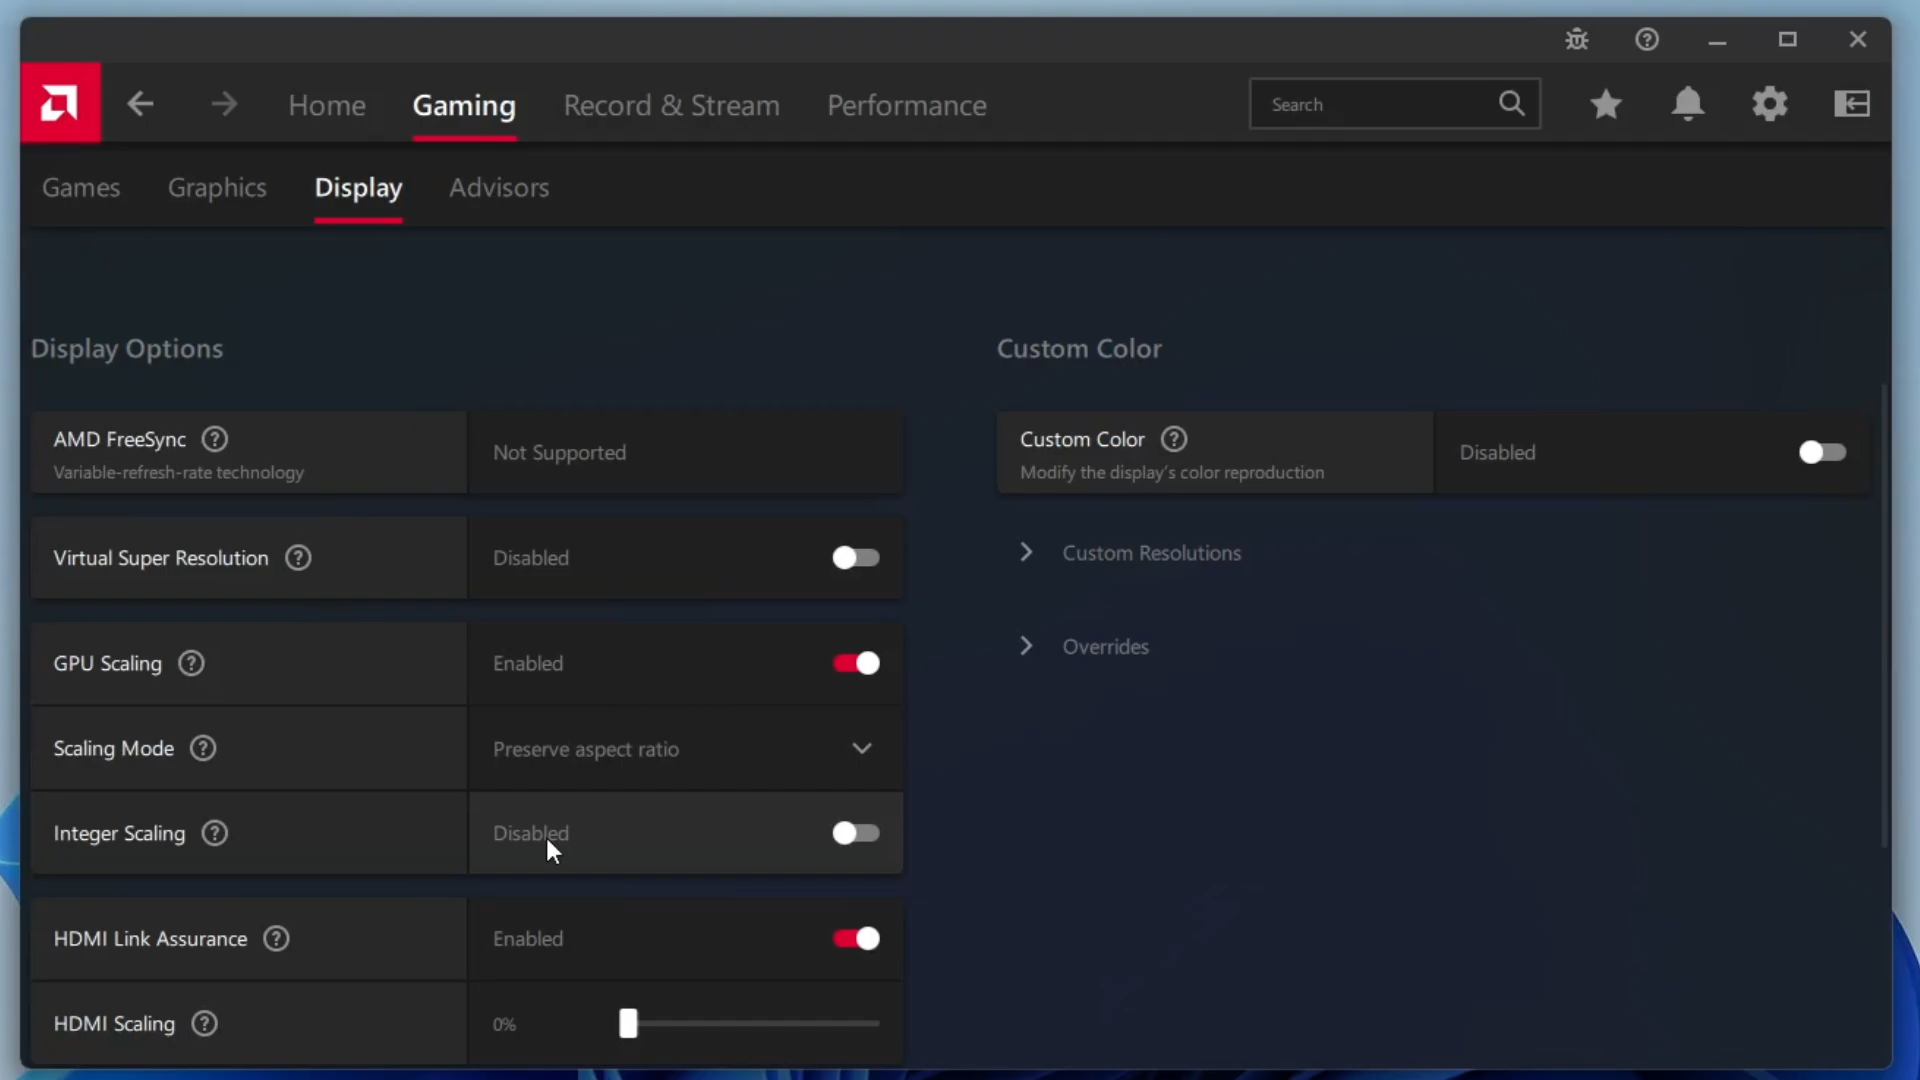 Home Gaming Record & Stream Performance Search
Games Graphics Display Advisors
Display Options
AMD FreeSync
Variable-refresh-rate technology
Not Supported
Virtual Super Resolution
Disabled
GPU Scaling
Enabled
Scaling Mode
Preserve aspect ratio
Integer Scaling
Disabled
HDMI Link Assurance
Enabled
HDMI Scaling
0%
Custom Color
Custom Color
Modify the display's color reproduction
Disabled
Custom Resolutions
Overrides